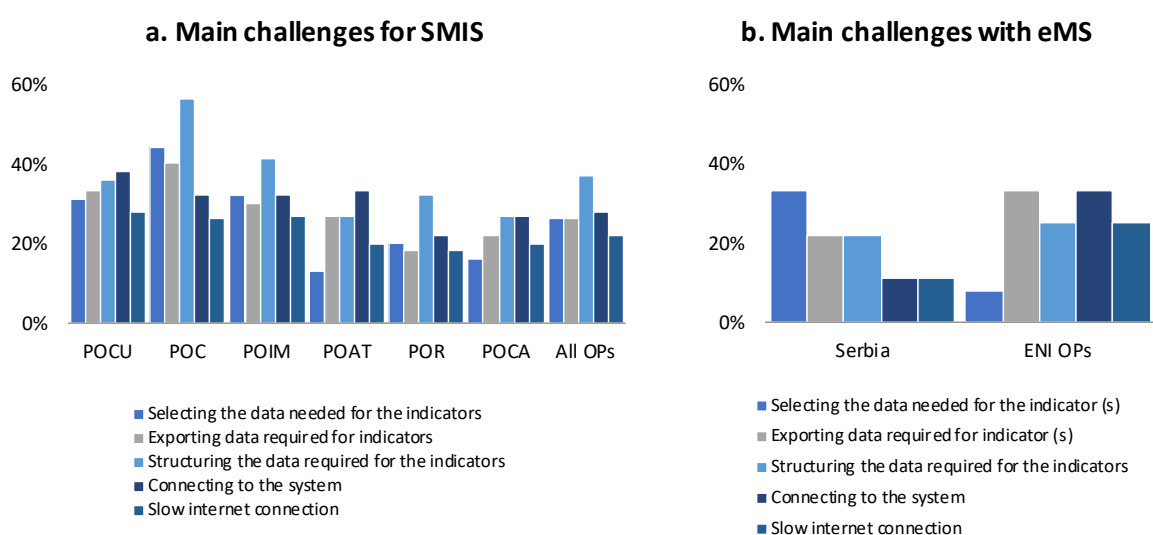 a. Main challenges for SMIS
60%
40%
20%
0%
POCU POC POIM POAT POR POCA All OPs
Selecting the data needed for the indicators
Exporting data required for indicators
Structuring the data required for the indicators
Connecting to the system
Slow internet connection
b. Main challenges with eMS
60%
40%
20%
0%
Serbia ENI OPs
Selecting the data needed for the indicator (s)
Exporting data required for indicator (s)
Structuring the data required for the indicators
Connecting to the system
Slow internet connection